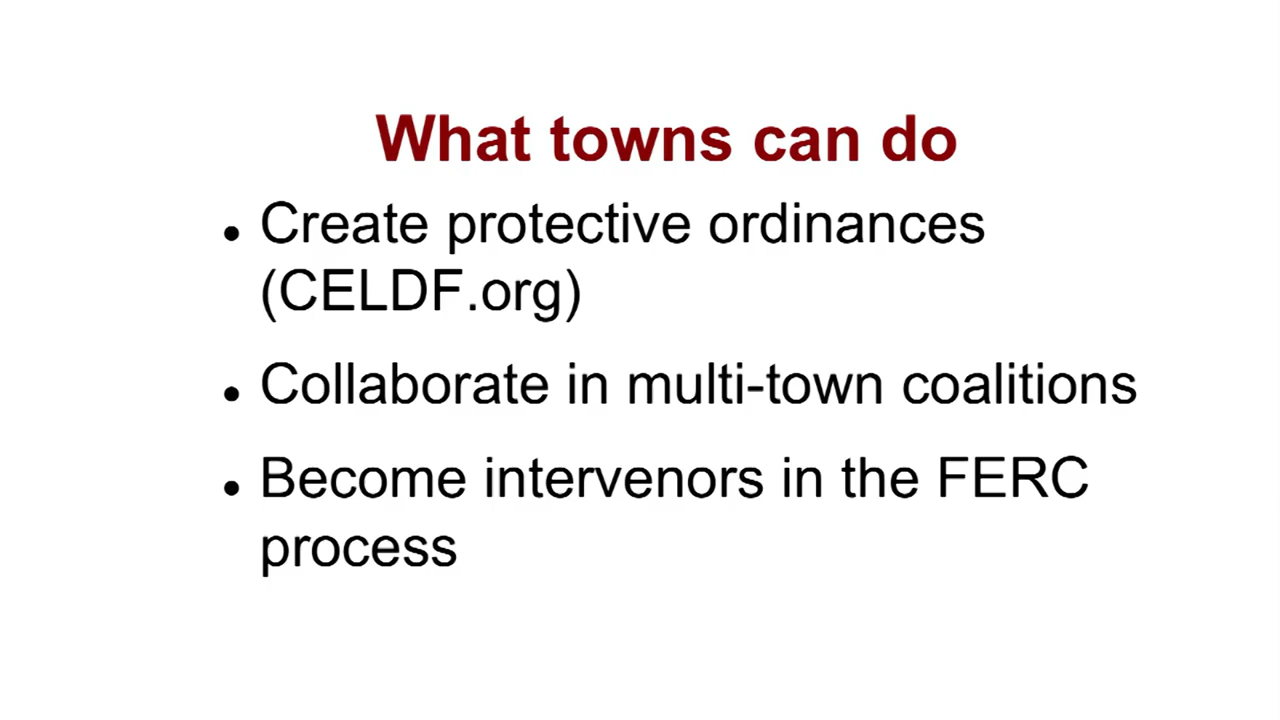 What towns can do
● Create protective ordinances
(CELDF.org)
● Collaborate in multi-town coalitions
● Become intervenors in the FERC
process